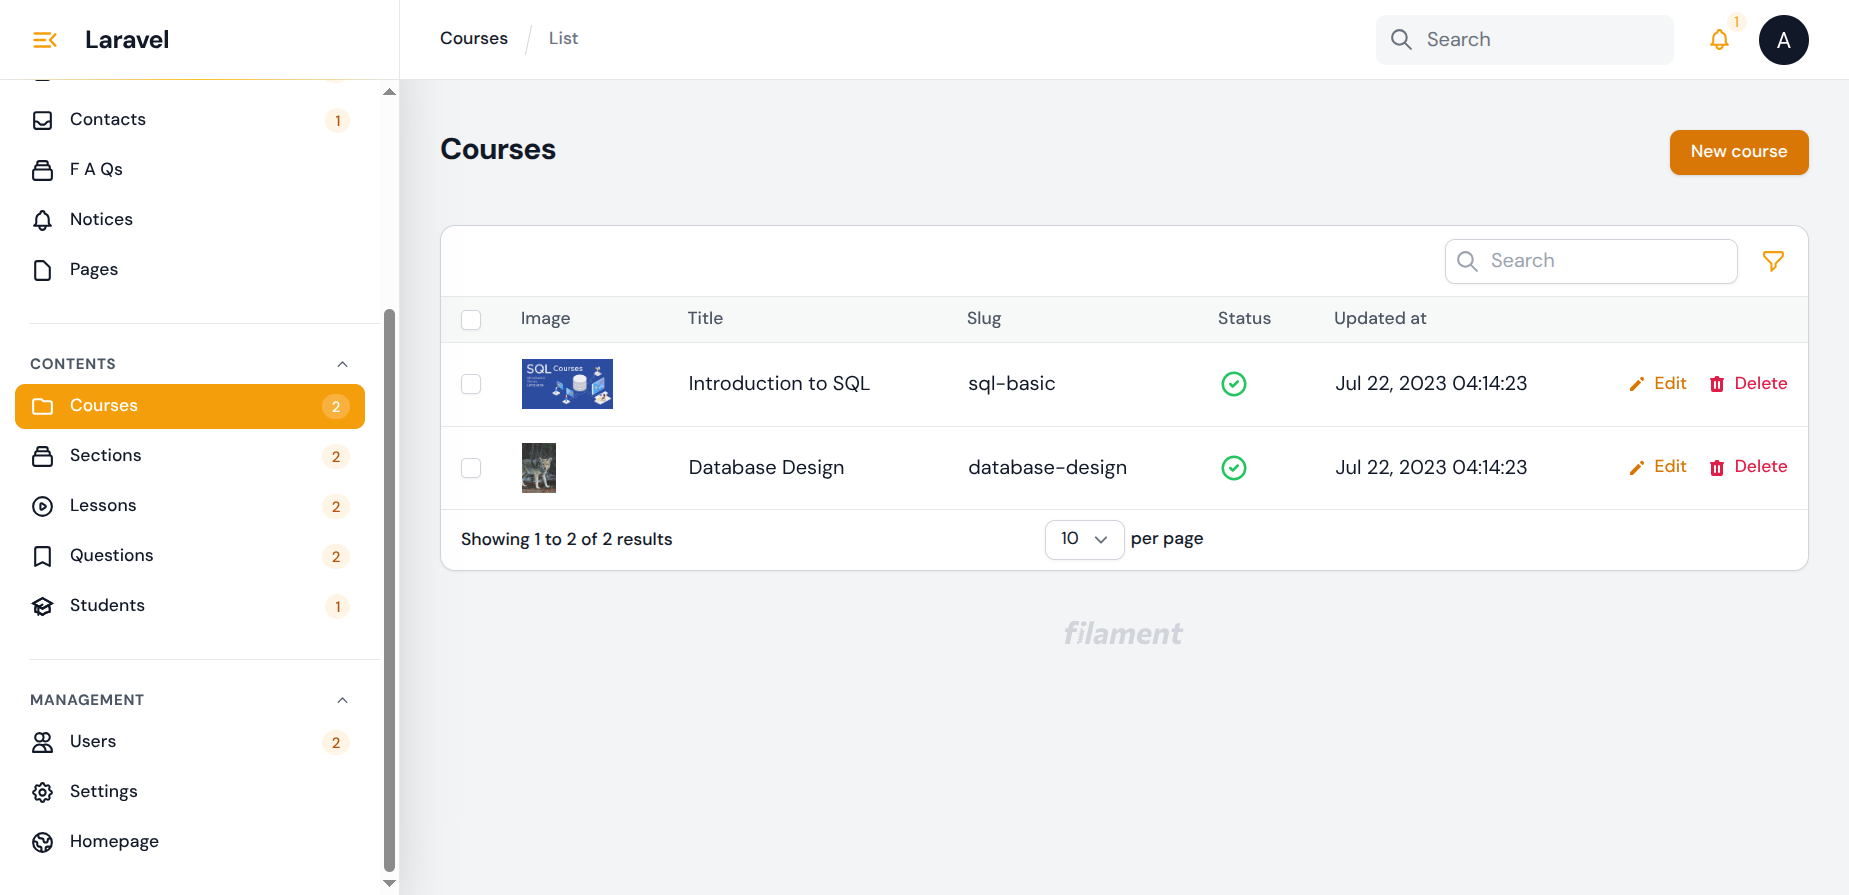 Laravel
Courses
List
Search
1
A
Contacts
1
F A Qs
Notices
Pages
CONTENTS
Courses
2
Sections
2
Lessons
2
Questions
2
Students
1
MANAGEMENT
Users
2
Settings
Homepage
Courses
New course
Search
Image Title Slug Status Updated at
SQL Courses
Introduction to SQL sql-basic Jul 22, 2023 04:14:23 Edit Delete
Database Design database-design Jul 22, 2023 04:14:23 Edit Delete
Showing 1 to 2 of 2 results
10 per page
filament